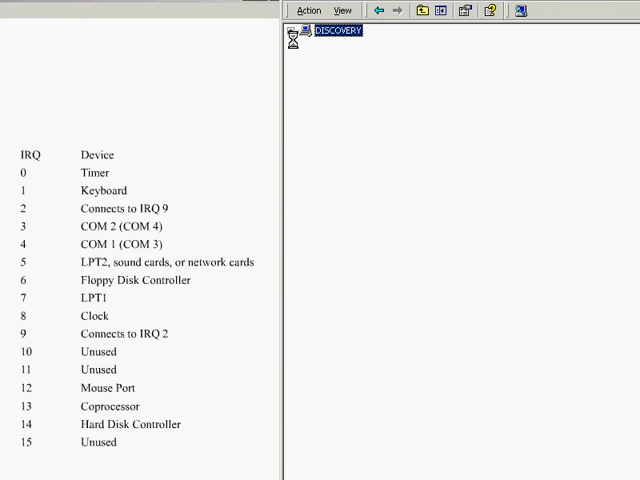 Action View
DISCOVERY
IRQ Device
0 Timer
1 Keyboard
2 Connects to IRQ 9
3 COM 2 (COM 4)
4 COM 1 (COM 3)
5 LPT2, sound cards, or network cards
6 Floppy Disk Controller
7 LPT1
8 Clock
9 Connects to IRQ 2
10 Unused
11 Unused
12 Mouse Port
13 Coprocessor
14 Hard Disk Controller
15 Unused